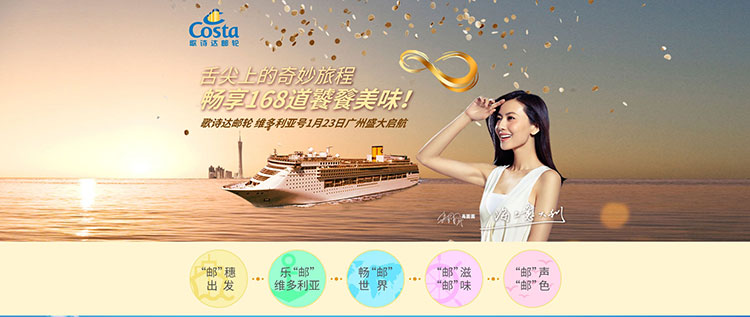 Costa
歌诗达邮轮
舌尖上的奇妙旅程
畅享168道饕餮美味!
歌诗达邮轮 维多利亚号1月23日广州盛大启航
高圆圆
“邮”穗
出 发
乐“邮”
维多利亚
畅“邮”
世 界
“邮”滋
“邮”味
“邮”声
“邮”色